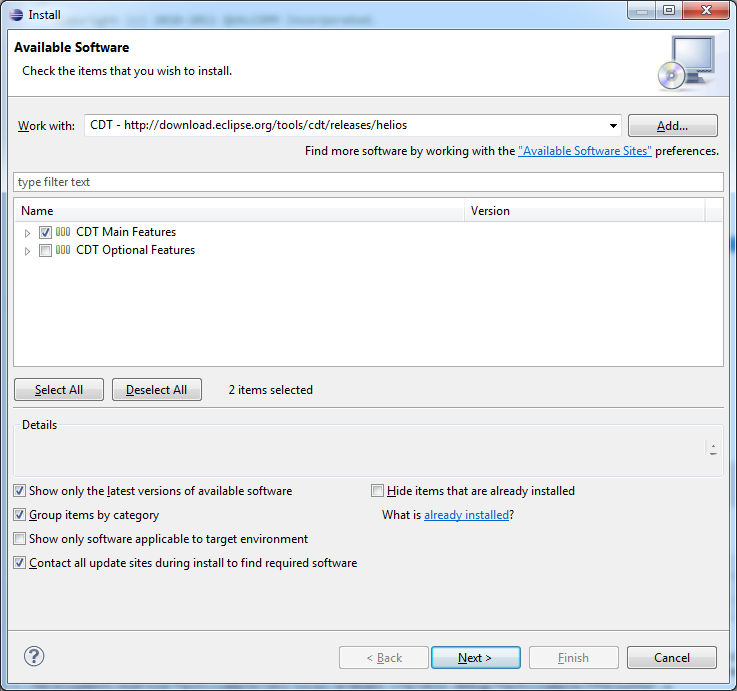 Install
Available Software
Check the items that you wish to install.
Work with: CDT - http://download.eclipse.org/tools/cdt/releases/helios Add...
Find more software by working with the "Available Software Sites" preferences.
type filter text
Name Version
CDT Main Features
CDT Optional Features
Select All Deselect All 2 items selected
Details
Show only the latest versions of available software Hide items that are already installed
Group items by category What is already installed?
Show only software applicable to target environment
Contact all update sites during install to find required software
? < Back Next > Finish Cancel